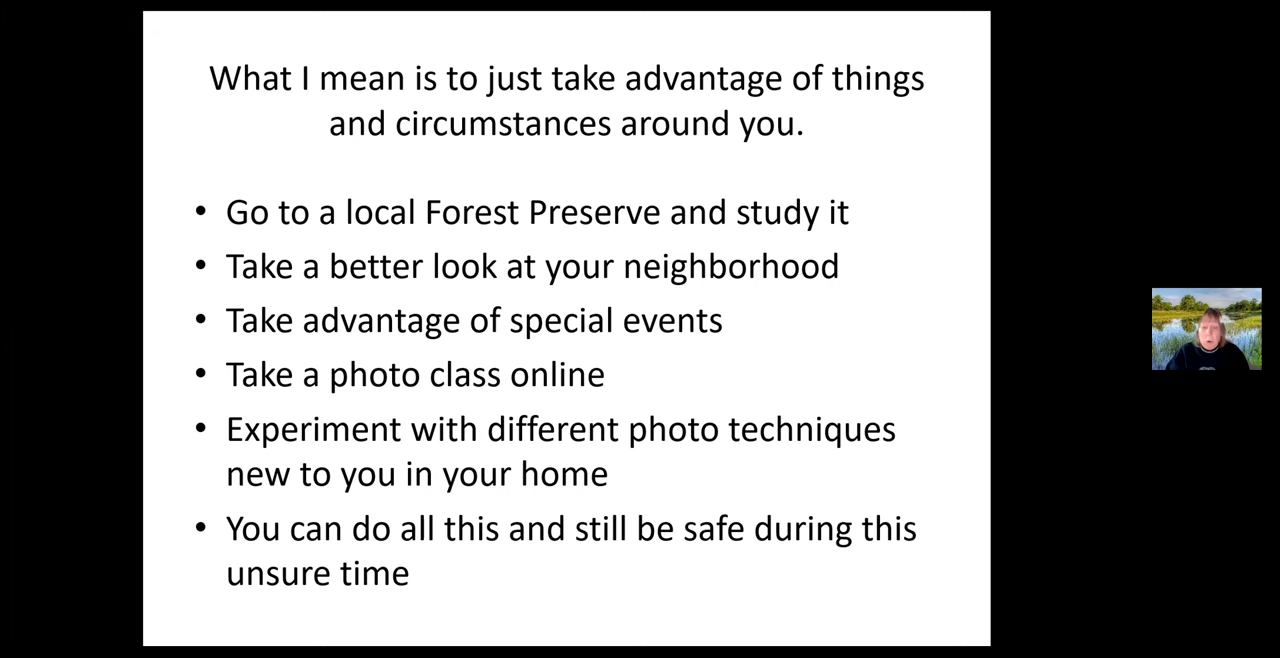 What I mean is to just take advantage of things
and circumstances around you.
• Go to a local Forest Preserve and study it
• Take a better look at your neighborhood
• Take advantage of special events
• Take a photo class online
• Experiment with different photo techniques
new to you in your home
• You can do all this and still be safe during this
unsure time